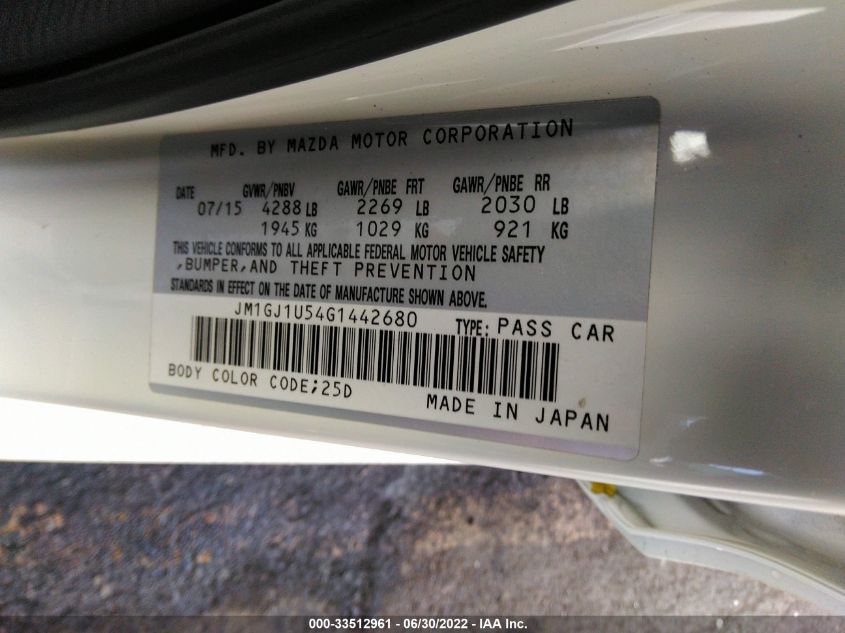 MFD. BY MAZDA MOTOR CORPORATION
DATE GVWR/PNBV GAWR/PNBE FRT GAWR/PNBE RR
07/15 4288 LB 2269 LB 2030 LB
1945 KG 1029 KG 921 KG
THIS VEHICLE CONFORMS TO ALL APPLICABLE FEDERAL MOTOR VEHICLE SAFETY
,BUMPER,AND THEFT PREVENTION
STANDARDS IN EFFECT ON THE DATE OF MANUFACTURE SHOWN ABOVE.
JM1GJ1U54G1442680 TYPE: PASS CAR
BODY COLOR CODE;25D
MADE IN JAPAN
000-33512961 - 06/30/2022 - IAA Inc.